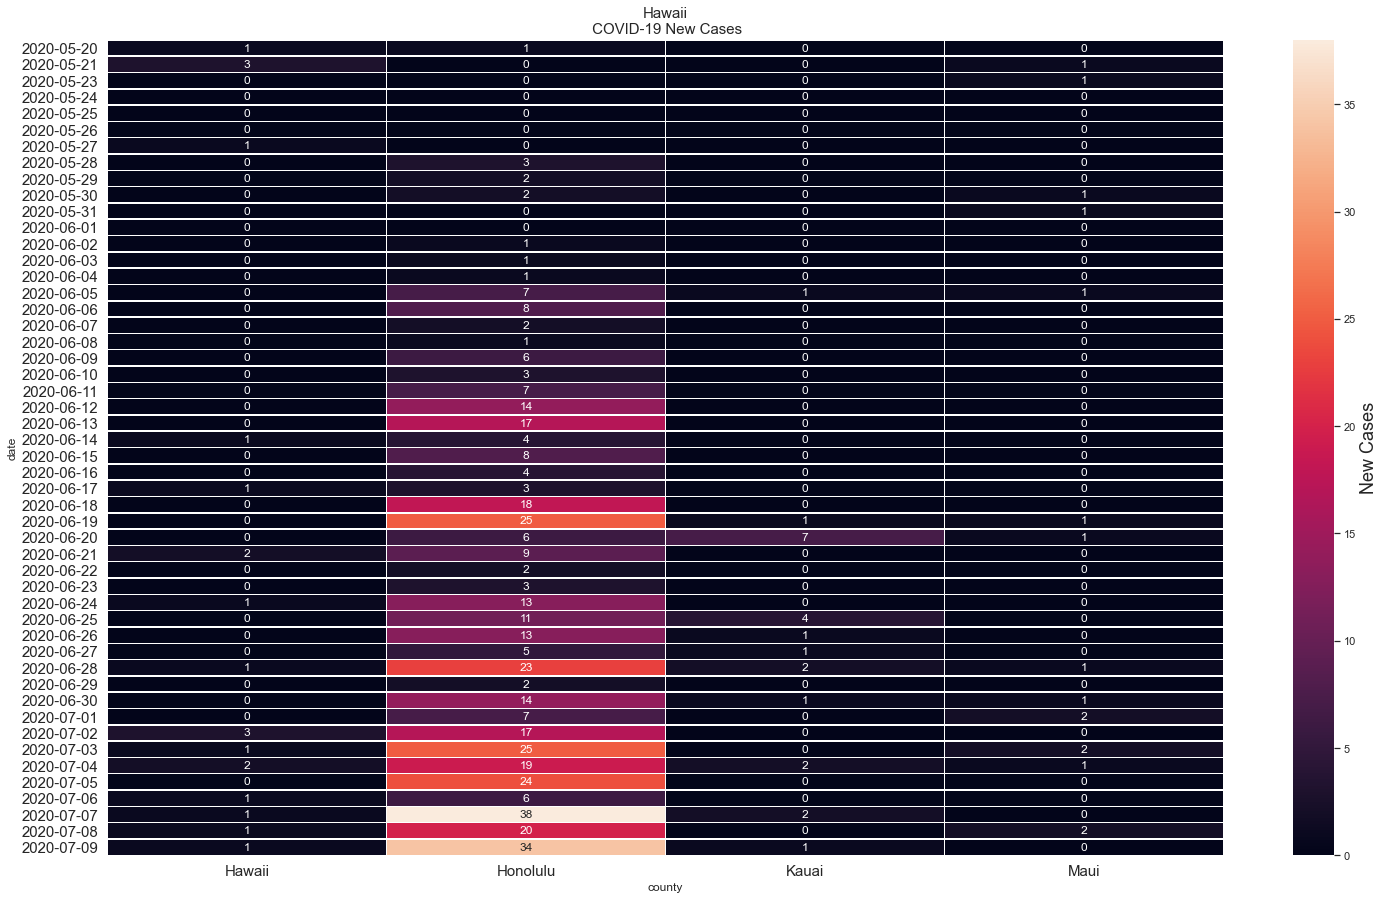 Hawaii
COVID-19 New Cases
2020-05-20 1 1 0 0
2020-05-21 3 0 0 1
2020-05-23 0 0 0 1
2020-05-24 0 0 0 0
2020-05-25 0 0 0 0
2020-05-26 0 0 0 0
2020-05-27 1 0 0 0
2020-05-28 0 3 0 0
2020-05-29 0 2 0 0
2020-05-30 0 2 0 1
2020-05-31 0 0 0 1
2020-06-01 0 0 0 0
2020-06-02 0 1 0 0
2020-06-03 0 1 0 0
2020-06-04 0 1 0 0
2020-06-05 0 7 1 1
2020-06-06 0 8 0 0
2020-06-07 0 2 0 0
2020-06-08 0 1 0 0
2020-06-09 0 6 0 0
2020-06-10 0 3 0 0
2020-06-11 0 7 0 0
2020-06-12 0 14 0 0
2020-06-13 0 17 0 0
2020-06-14 1 4 0 0
2020-06-15 0 8 0 0
2020-06-16 0 4 0 0
2020-06-17 1 3 0 0
2020-06-18 0 18 0 0
2020-06-19 0 25 1 1
2020-06-20 0 6 7 1
2020-06-21 2 9 0 0
2020-06-22 0 2 0 0
2020-06-23 0 3 0 0
2020-06-24 1 13 0 0
2020-06-25 0 11 4 0
2020-06-26 0 13 1 0
2020-06-27 0 5 1 0
2020-06-28 1 23 2 1
2020-06-29 0 2 0 0
2020-06-30 0 14 1 1
2020-07-01 0 7 0 2
2020-07-02 3 17 0 0
2020-07-03 1 25 0 2
2020-07-04 2 19 2 1
2020-07-05 0 24 0 0
2020-07-06 1 6 0 0
2020-07-07 1 38 2 0
2020-07-08 1 20 0 2
2020-07-09 1 34 1 0
date
Hawaii Honolulu Kauai Maui
county
35
30
25
20
15
10
5
0
New Cases